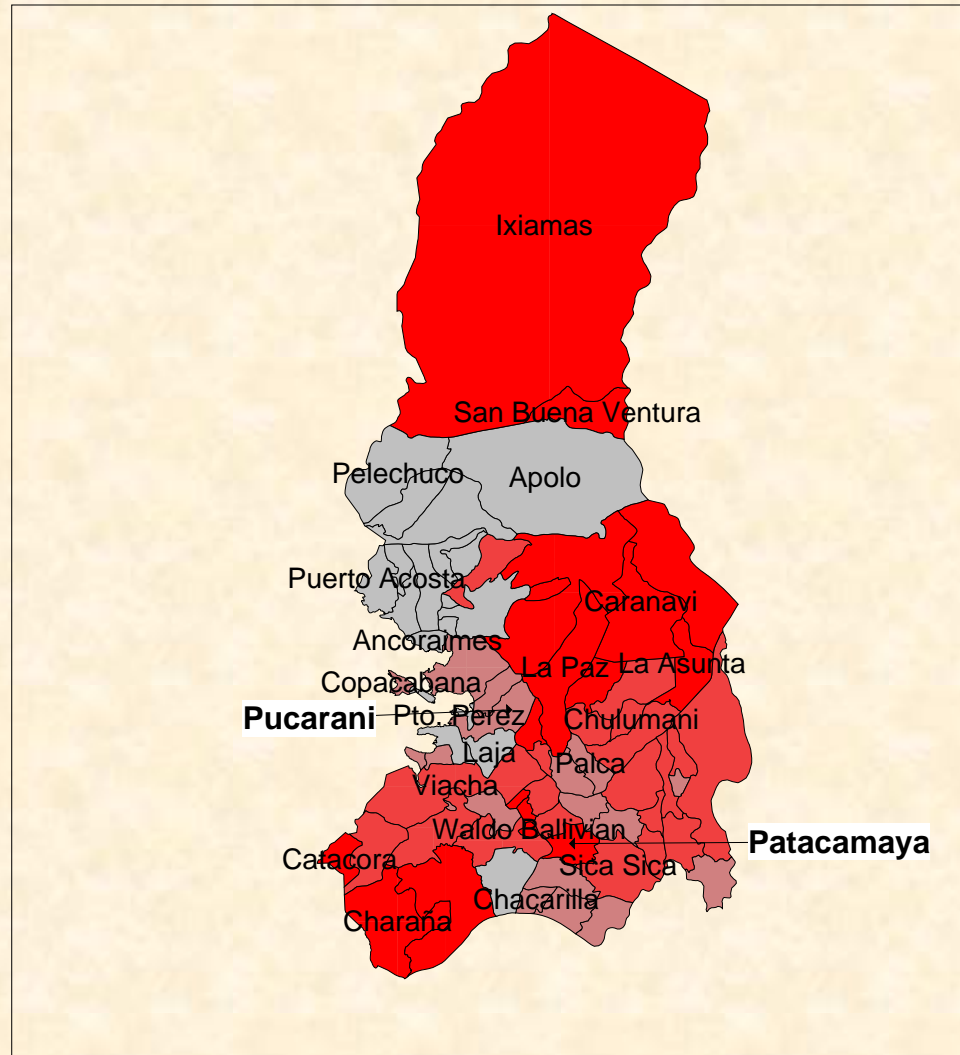 Ixiamas
San Buena Ventura
Pelechuco
Apolo
Puerto Acosta
Caranavi
Ancoraimes
La Paz
La Asunta
Copacabana
Pucarani
Pto. Perez
Chulumani
Laja
Palca
Viacha
Waldo Ballivian
Patacamaya
Catacora
Sica Sica
Chacarilla
Charaña